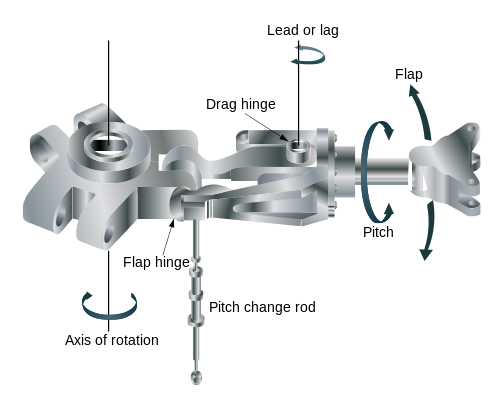 Lead or lag
Flap
Drag hinge
Pitch
Flap hinge
Pitch change rod
Axis of rotation